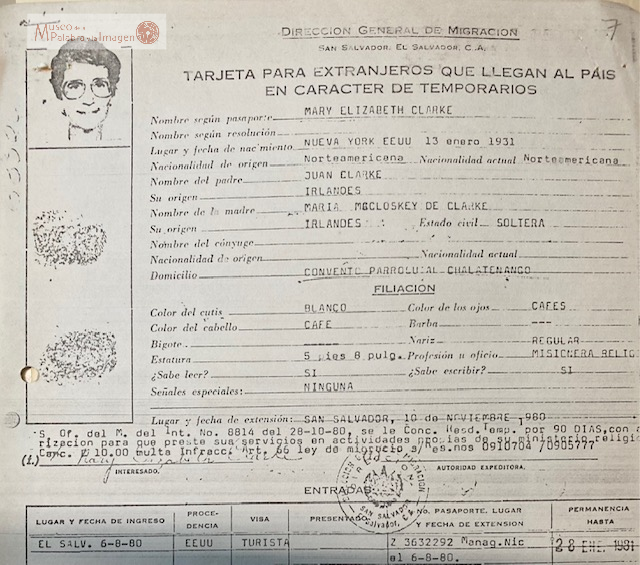 Museo de la Palabra y la Imagen
7
DIRECCION GENERAL DE MIGRACION
SAN SALVADOR, EL SALVADOR, C.A.
TARJETA PARA EXTRANJEROS QUE LLEGAN AL PAIS
EN CARACTER DE TEMPORARIOS
Nombre según pasaporte MARY ELIZABETH CLARKE
Nombre según resolución
Lugar y fecha de nacimiento NUEVA YORK EEUU 13 enero 1931
Nacionalidad de origen Norteamericana Nacionalidad actual Norteamericana
Nombre del padre JUAN CLARKE
Su origen IRLANDES
Nombre de la madre MARIA MCCLOSKEY DE CLARKE
Su origen IRLANDES Estado civil SOLTERA
Nombre del cónyuge
Nacionalidad de origen Nacionalidad actual
Domicilio CONVENTO PARROQUIAL CHALATENANGO
FILIACION
Color del cutis BLANCO Color de los ojos CAFES
Color del cabello CAFE Barba ---
Bigote --- Nariz REGULAR
Estatura 5 pies 8 pulg. Profesión u oficio MISIONERA RELIG
¿Sabe leer? SI ¿Sabe escribir? SI
Señales especiales: NINGUNA
Lugar y fecha de extensión: SAN SALVADOR, 10 de NOVIEMBRE, 1980
S Of. del M. del Int. No. 8814 del 28-10-80, se le Conc. Resd. Temp. por 90 DIAS, con a
rización para que preste sus servicios en actividades propias de su ministerio religio
Canc. ₡ 10.00 multa Infracc. Art. 66 ley de migracio s/es. nos 0910704 /090577
(f.)
INTERESADO. AUTORIDAD EXPEDITORA.
ENTRADAS
LUGAR Y FECHA DE INGRESO PROCEDENCIA VISA PRESENTADO No. PASAPORTE, LUGAR Y FECHA DE EXTENSION PERMANENCIA HASTA
EL SALV. 6-8-80 EEUU TURISTA Z 3632292 Manag.Nic 28 ENE. 1981
el 6-8-80.